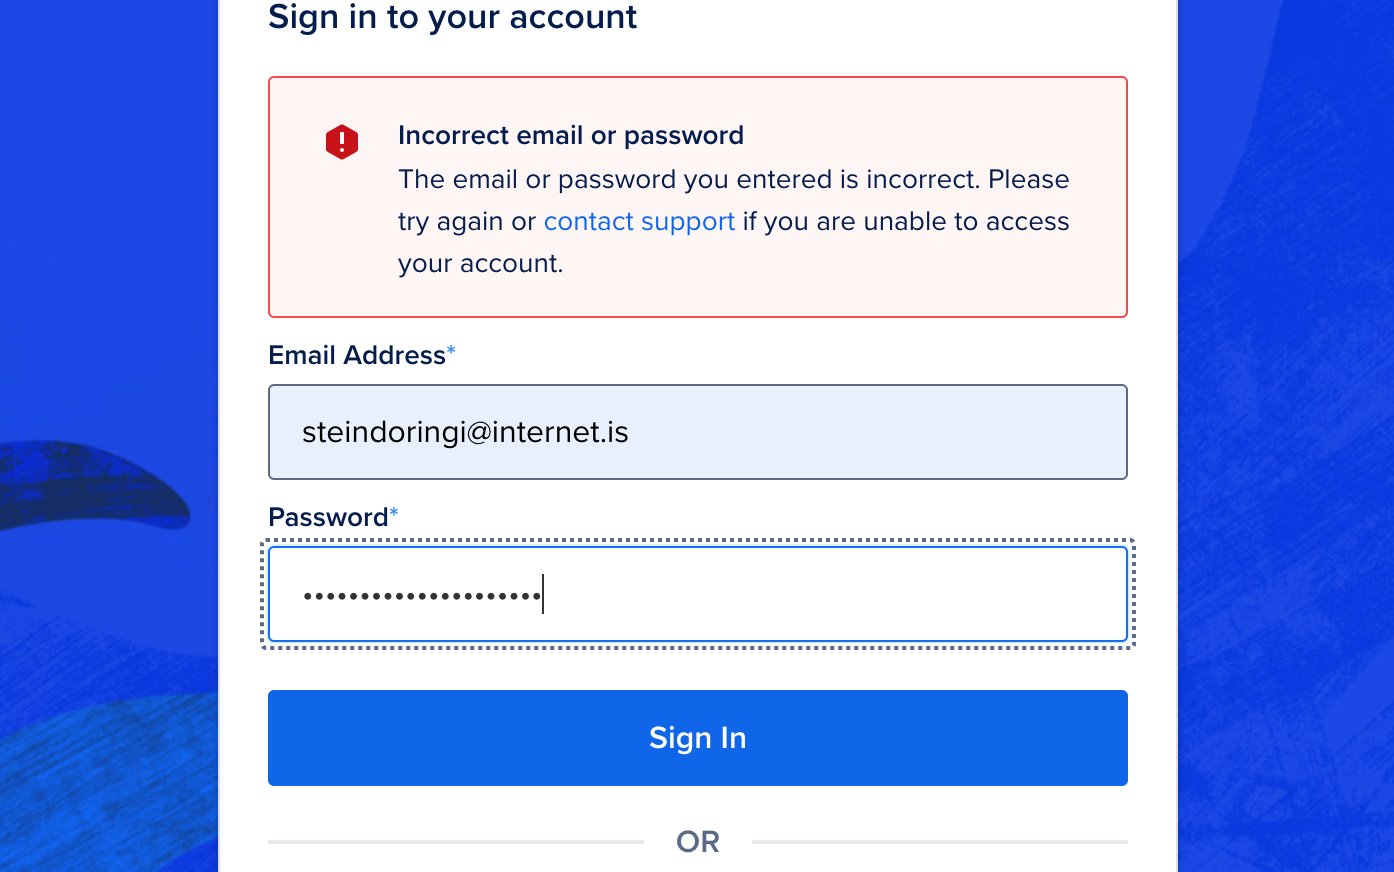 Sign in to your account
Incorrect email or password
The email or password you entered is incorrect. Please
try again or contact support if you are unable to access
your account.
Email Address*
steindoringi@internet.is
Password*
•••••••••••••••••••••
Sign In
OR